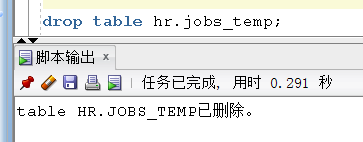 drop table hr.jobs_temp;
脚本输出 ×
任务已完成, 用时 0.291 秒
table HR.JOBS_TEMP已删除。